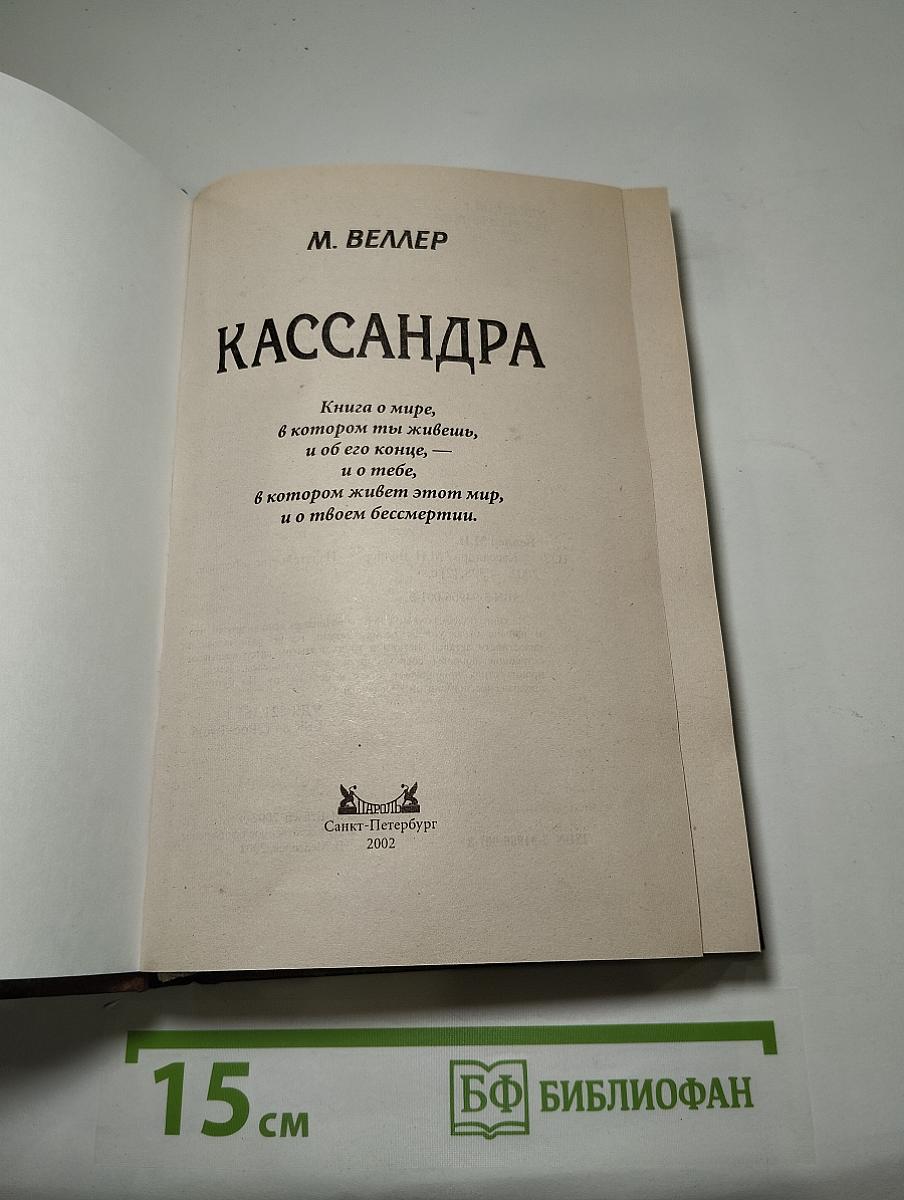 М. ВЕЛЛЕР
КАССАНДРА
Книга о мире,
в котором ты живешь,
и об его конце, —
и о тебе,
в котором живет этот мир,
и о твоем бессмертии.
ПАРОЛЬ
Санкт-Петербург
2002
15 см
БФ БИБЛИОФАН